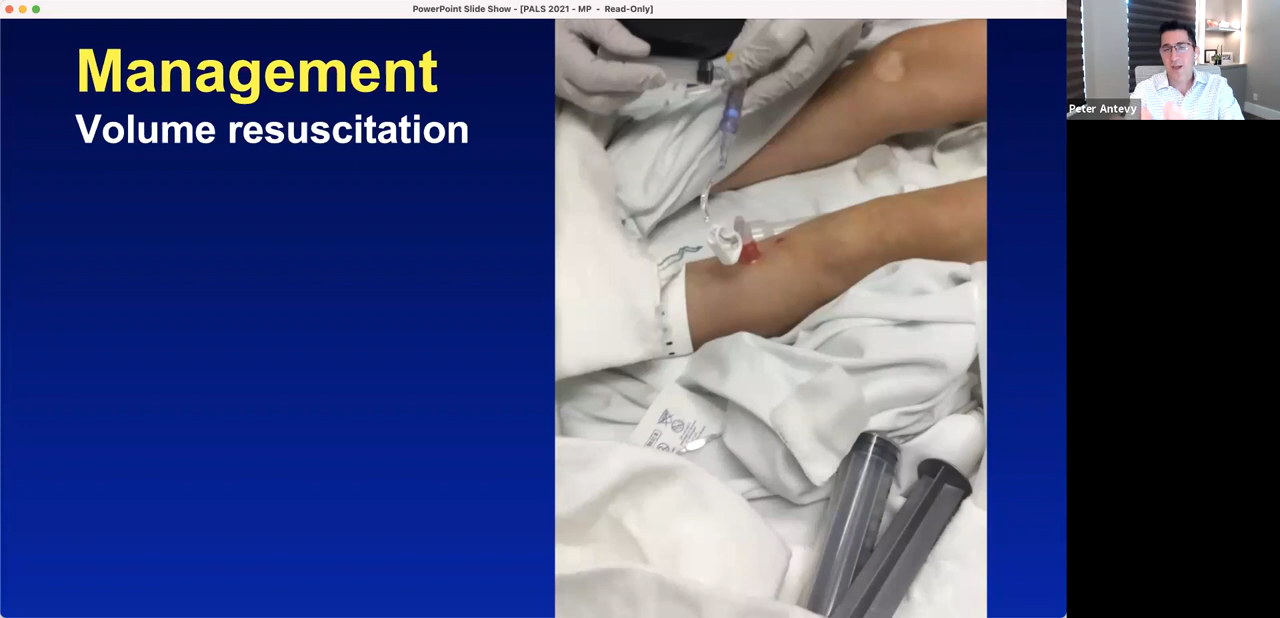 PowerPoint Slide Show - [PALS 2021 - MP - Read-Only]
Management
Volume resuscitation
Peter Antevy